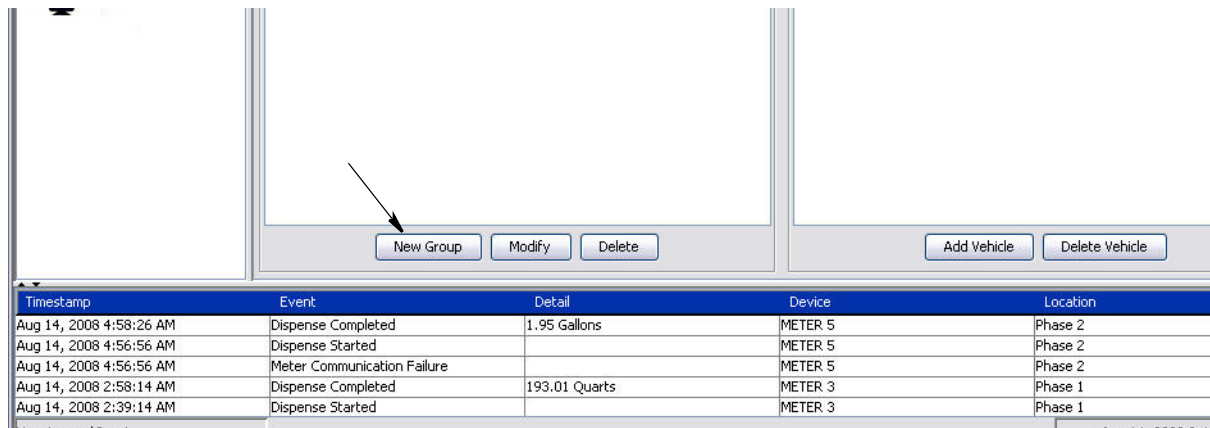 New Group Modify Delete Add Vehicle Delete Vehicle
Timestamp Event Detail Device Location
Aug 14, 2008 4:58:26 AM Dispense Completed 1.95 Gallons METER 5 Phase 2
Aug 14, 2008 4:56:56 AM Dispense Started METER 5 Phase 2
Aug 14, 2008 4:56:56 AM Meter Communication Failure METER 5 Phase 2
Aug 14, 2008 2:58:14 AM Dispense Completed 193.01 Quarts METER 3 Phase 1
Aug 14, 2008 2:39:14 AM Dispense Started METER 3 Phase 1